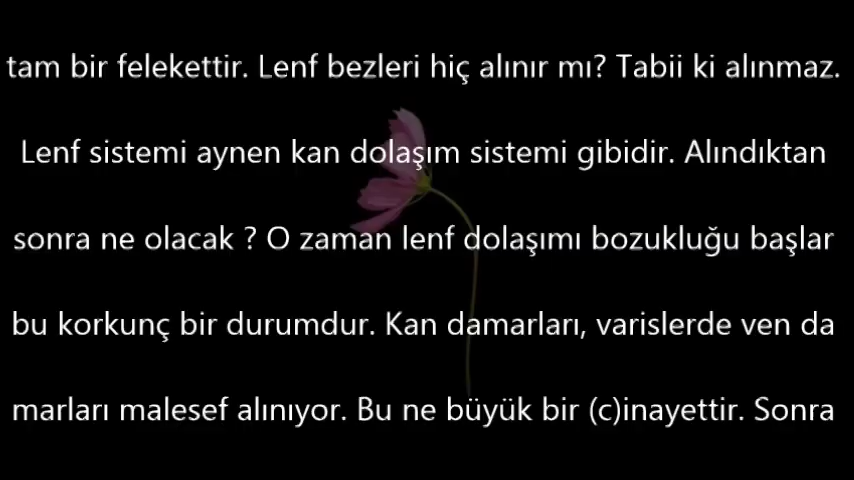 tam bir felekettir. Lenf bezleri hiç alınır mı? Tabii ki alınmaz.
Lenf sistemi aynen kan dolaşım sistemi gibidir. Alındıktan
sonra ne olacak ? O zaman lenf dolaşımı bozukluğu başlar
bu korkunç bir durumdur. Kan damarları, varislerde ven da
marları malesef alınıyor. Bu ne büyük bir (c)inayettir. Sonra